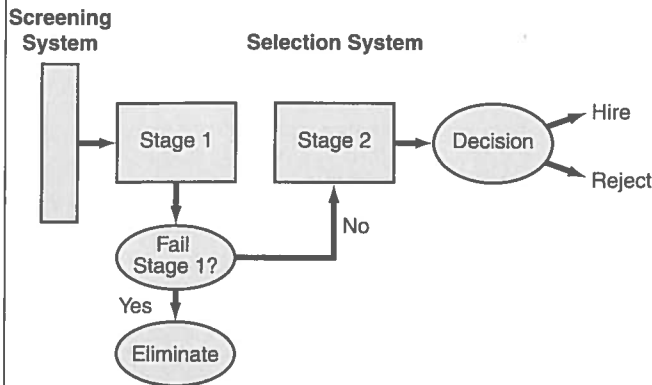 Screening
System
Selection System
Stage 1
Stage 2
Decision
Hire
Reject
Fail
Stage 1?
No
Yes
Eliminate